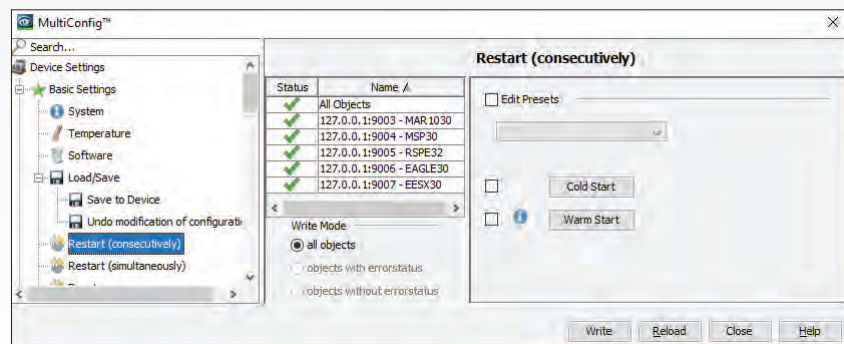 MultiConfig™
Search...
Device Settings
Basic Settings
System
Temperature
Software
Load/Save
Save to Device
Undo modification of configurati
Restart (consecutively)
Restart (simultaneously)
Status Name
All Objects
127.0.0.1:9003 - MAR1030
127.0.0.1:9004 - MSP30
127.0.0.1:9005 - RSPE32
127.0.0.1:9006 - EAGLE30
127.0.0.1:9007 - EESX30
Write Mode
all objects
objects with errorstatus
objects without errorstatus
Restart (consecutively)
Edit Presets
Cold Start
Warm Start
Write Reload Close Help